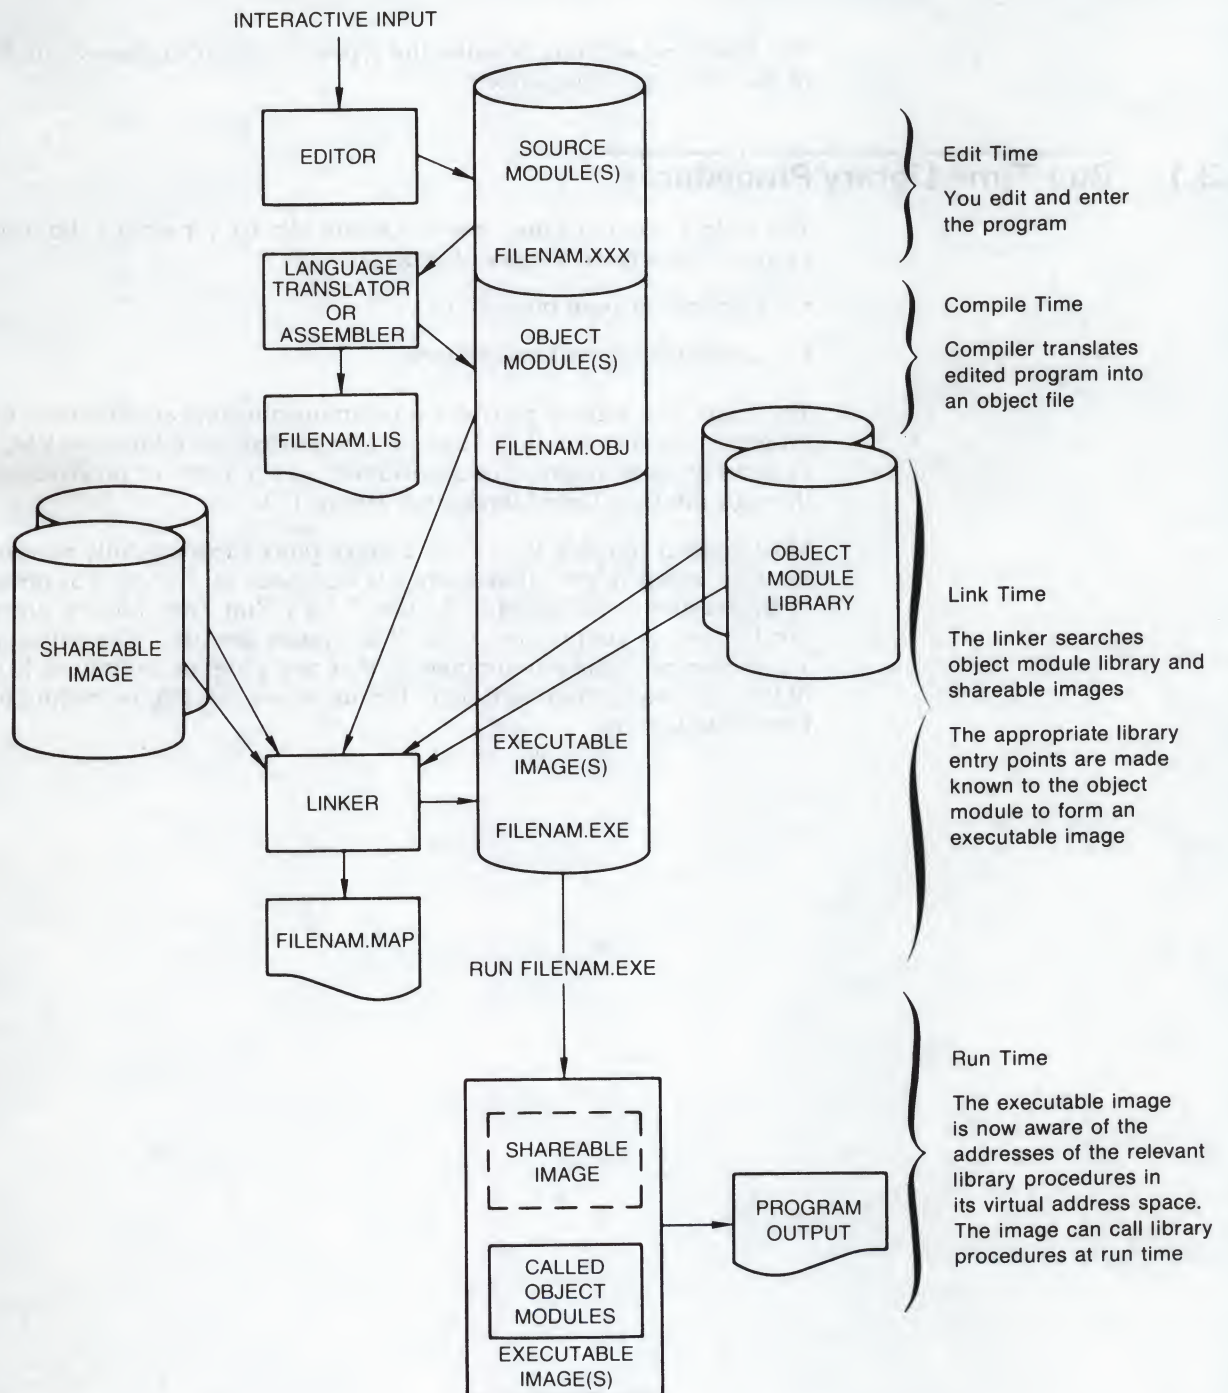 INTERACTIVE INPUT
EDITOR
SOURCE
MODULE(S)
FILENAM.XXX
Edit Time
You edit and enter
the program
LANGUAGE
TRANSLATOR
OR
ASSEMBLER
OBJECT
MODULE(S)
FILENAM.OBJ
Compile Time
Compiler translates
edited program into
an object file
FILENAM.LIS
SHAREABLE
IMAGE
OBJECT
MODULE
LIBRARY
Link Time
The linker searches
object module library and
shareable images
The appropriate library
entry points are made
known to the object
module to form an
executable image
EXECUTABLE
IMAGE(S)
FILENAM.EXE
LINKER
FILENAM.MAP
RUN FILENAM.EXE
SHAREABLE
IMAGE
CALLED
OBJECT
MODULES
EXECUTABLE
IMAGE(S)
PROGRAM
OUTPUT
Run Time
The executable image
is now aware of the
addresses of the relevant
library procedures in
its virtual address space.
The image can call library
procedures at run time